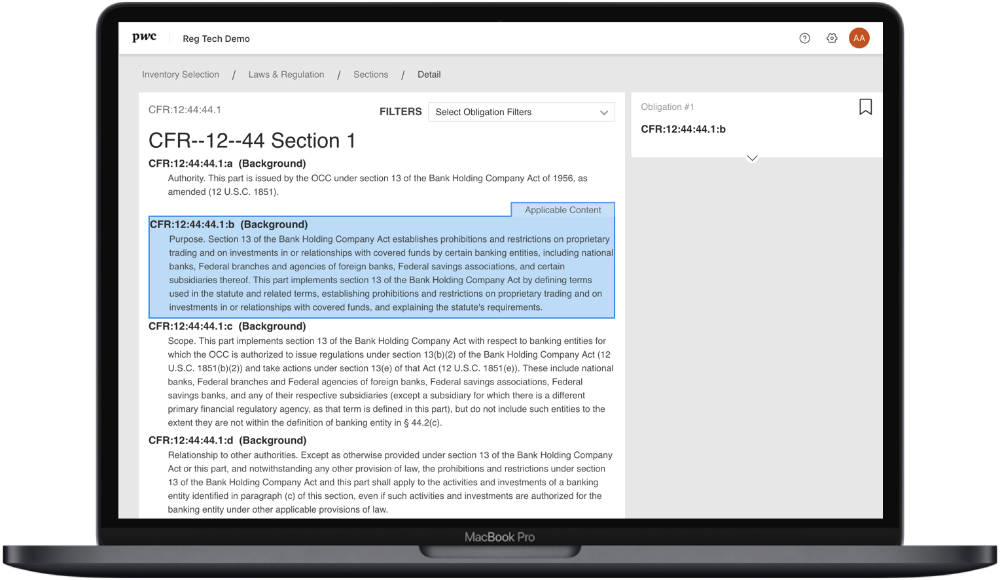 pwc
Reg Tech Demo
AA
Inventory Selection / Laws & Regulation / Sections / Detail
CFR:12:44:44.1
FILTERS
Select Obligation Filters
CFR--12--44 Section 1
CFR:12:44:44.1:a (Background)
Authority. This part is issued by the OCC under section 13 of the Bank Holding Company Act of 1956, as
amended (12 U.S.C. 1851).
Applicable Content
CFR:12:44:44.1:b (Background)
Purpose. Section 13 of the Bank Holding Company Act establishes prohibitions and restrictions on proprietary
trading and on investments in or relationships with covered funds by certain banking entities, including national
banks, Federal branches and agencies of foreign banks, Federal savings associations, and certain
subsidiaries thereof. This part implements section 13 of the Bank Holding Company Act by defining terms
used in the statute and related terms, establishing prohibitions and restrictions on proprietary trading and on
investments in or relationships with covered funds, and explaining the statute's requirements.
CFR:12:44:44.1:c (Background)
Scope. This part implements section 13 of the Bank Holding Company Act with respect to banking entities for
which the OCC is authorized to issue regulations under section 13(b)(2) of the Bank Holding Company Act (12
U.S.C. 1851(b)(2)) and take actions under section 13(e) of that Act (12 U.S.C. 1851(e)). These include national
banks, Federal branches and Federal agencies of foreign banks, Federal savings associations, Federal
savings banks, and any of their respective subsidiaries (except a subsidiary for which there is a different
primary financial regulatory agency, as that term is defined in this part), but do not include such entities to the
extent they are not within the definition of banking entity in § 44.2(c).
CFR:12:44:44.1:d (Background)
Relationship to other authorities. Except as otherwise provided under section 13 of the Bank Holding Company
Act or this part, and notwithstanding any other provision of law, the prohibitions and restrictions under section
13 of the Bank Holding Company Act and this part shall apply to the activities and investments of a banking
entity identified in paragraph (c) of this section, even if such activities and investments are authorized for the
banking entity under other applicable provisions of law.
Obligation #1
CFR:12:44:44.1:b
MacBook Pro